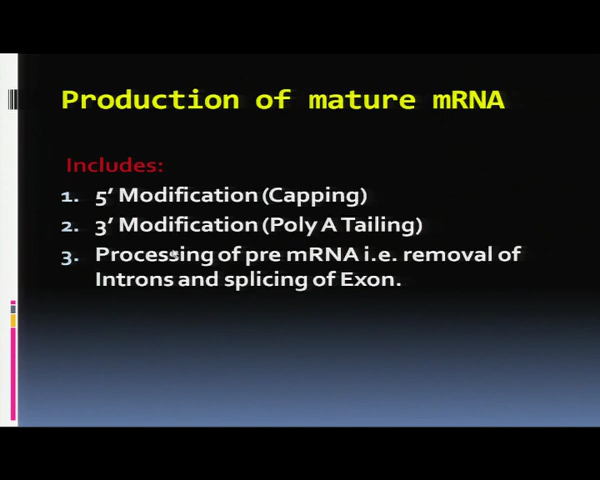 Production of mature mRNA
Includes:
1. 5' Modification (Capping)
2. 3' Modification (Poly A Tailing)
3. Processing of pre mRNA i.e. removal of
Introns and splicing of Exon.